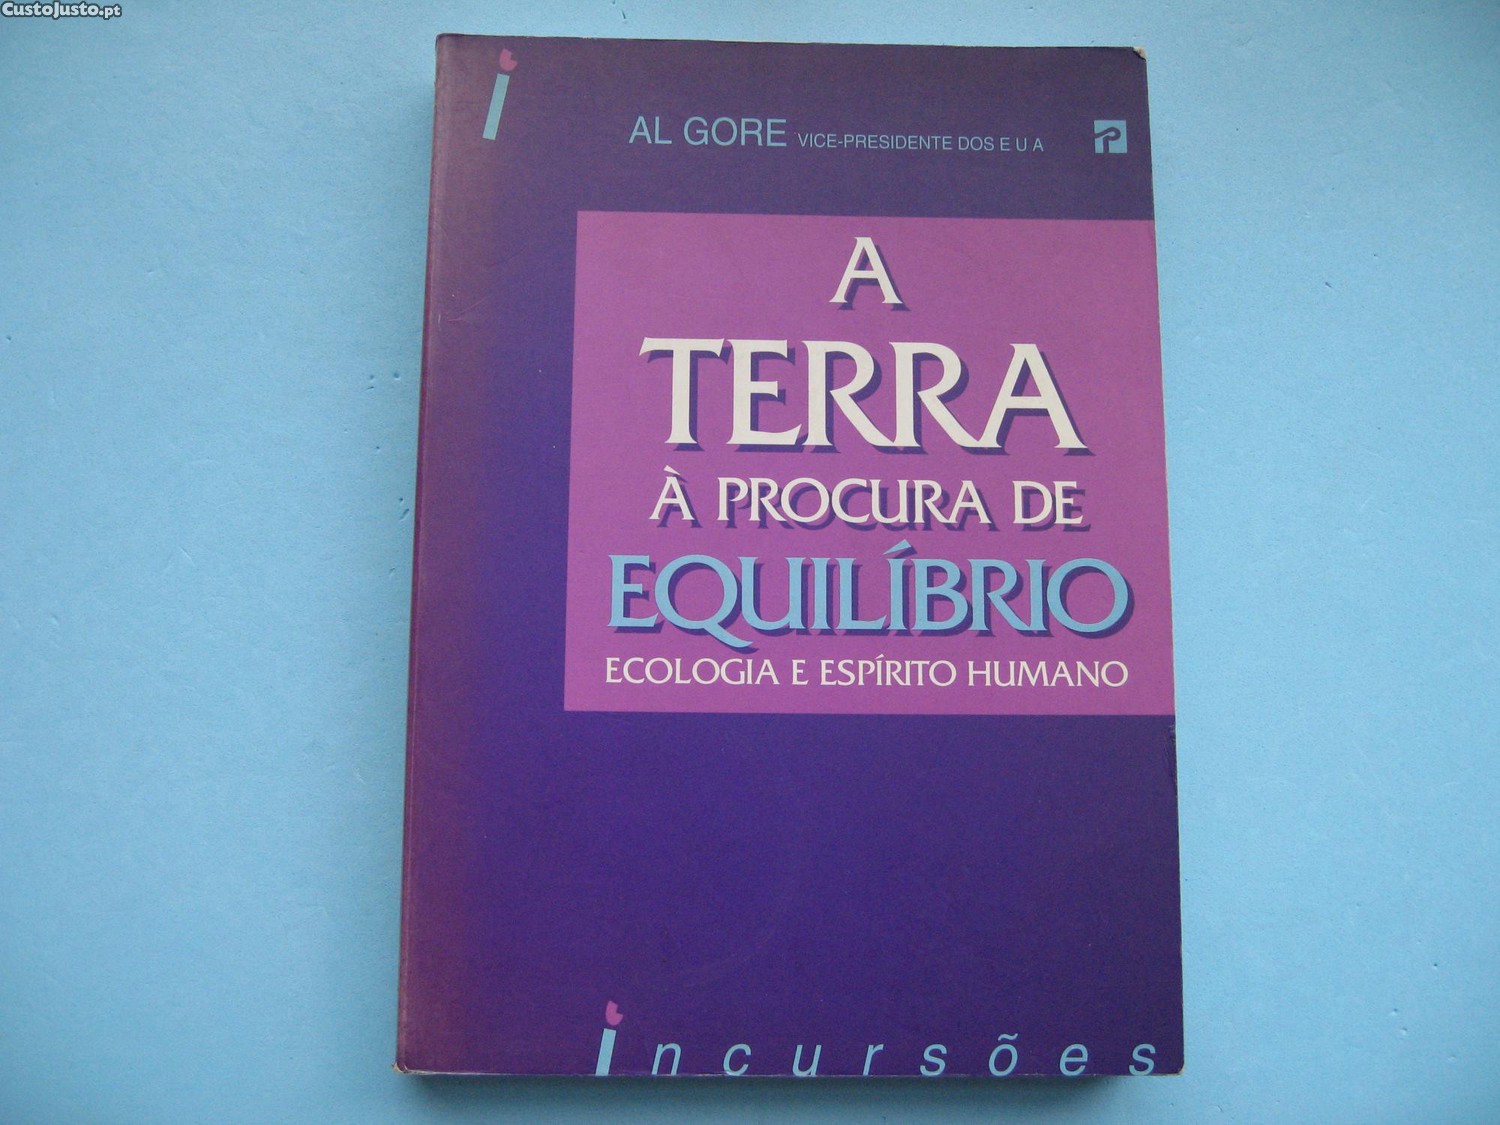 CustoJusto.pt
i
AL GORE VICE-PRESIDENTE DOS E U A
P
A
TERRA
À PROCURA DE
EQUILÍBRIO
ECOLOGIA E ESPÍRITO HUMANO
incursões